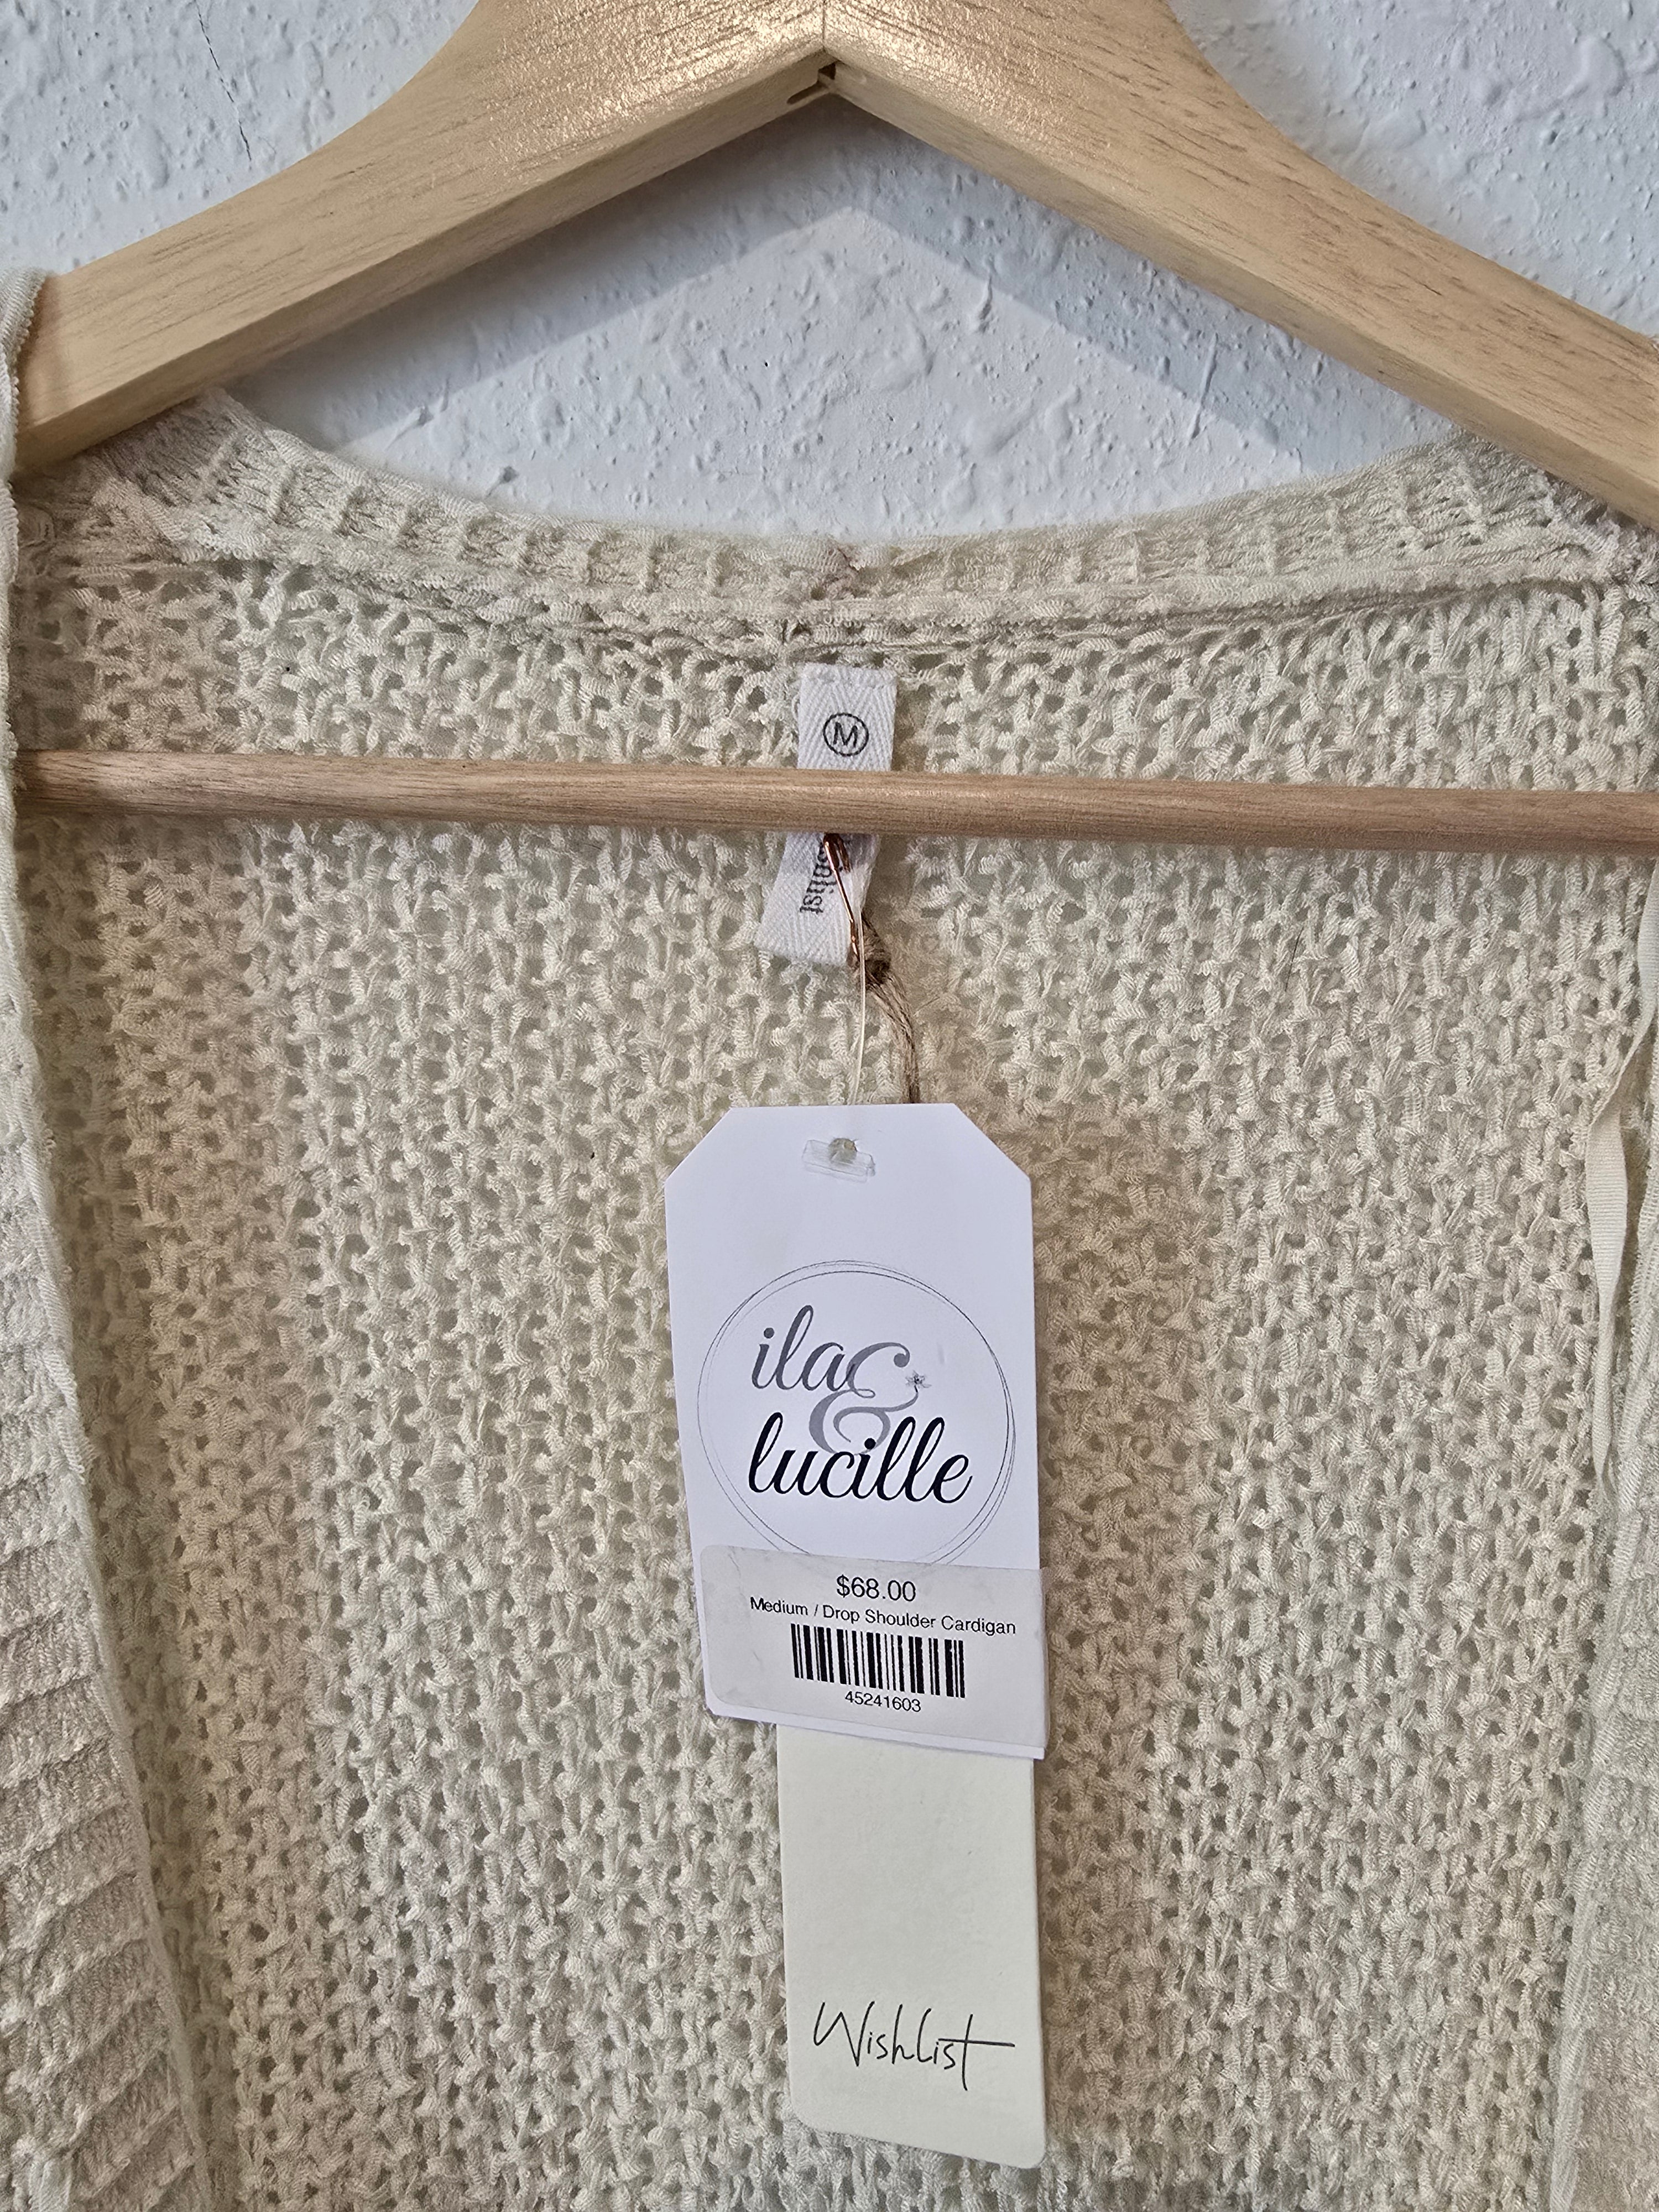 M
ila &
lucille
$68.00
Medium / Drop Shoulder Cardigan
45241603
Wishlist